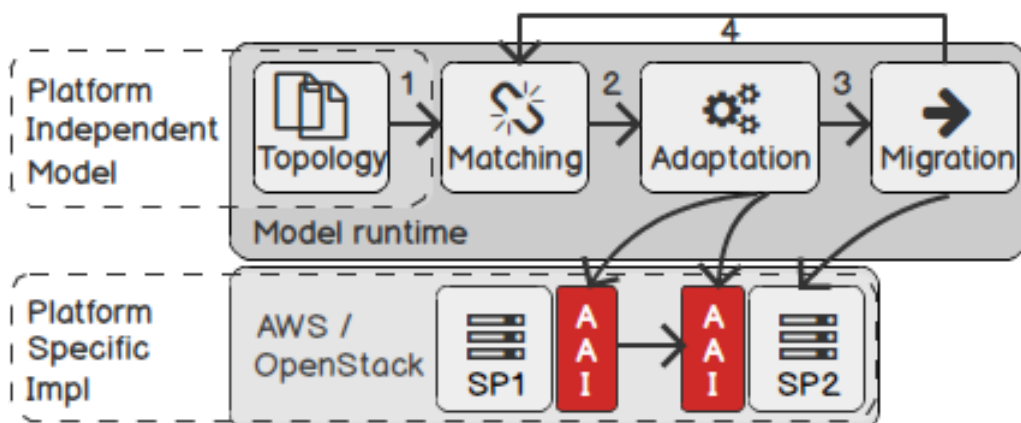 4
Platform
Independent
Model
1
2
3
Topology
Matching
Adaptation
Migration
Model runtime
Platform
Specific
Impl
AWS /
OpenStack
SP1
A
A
I
A
A
I
SP2